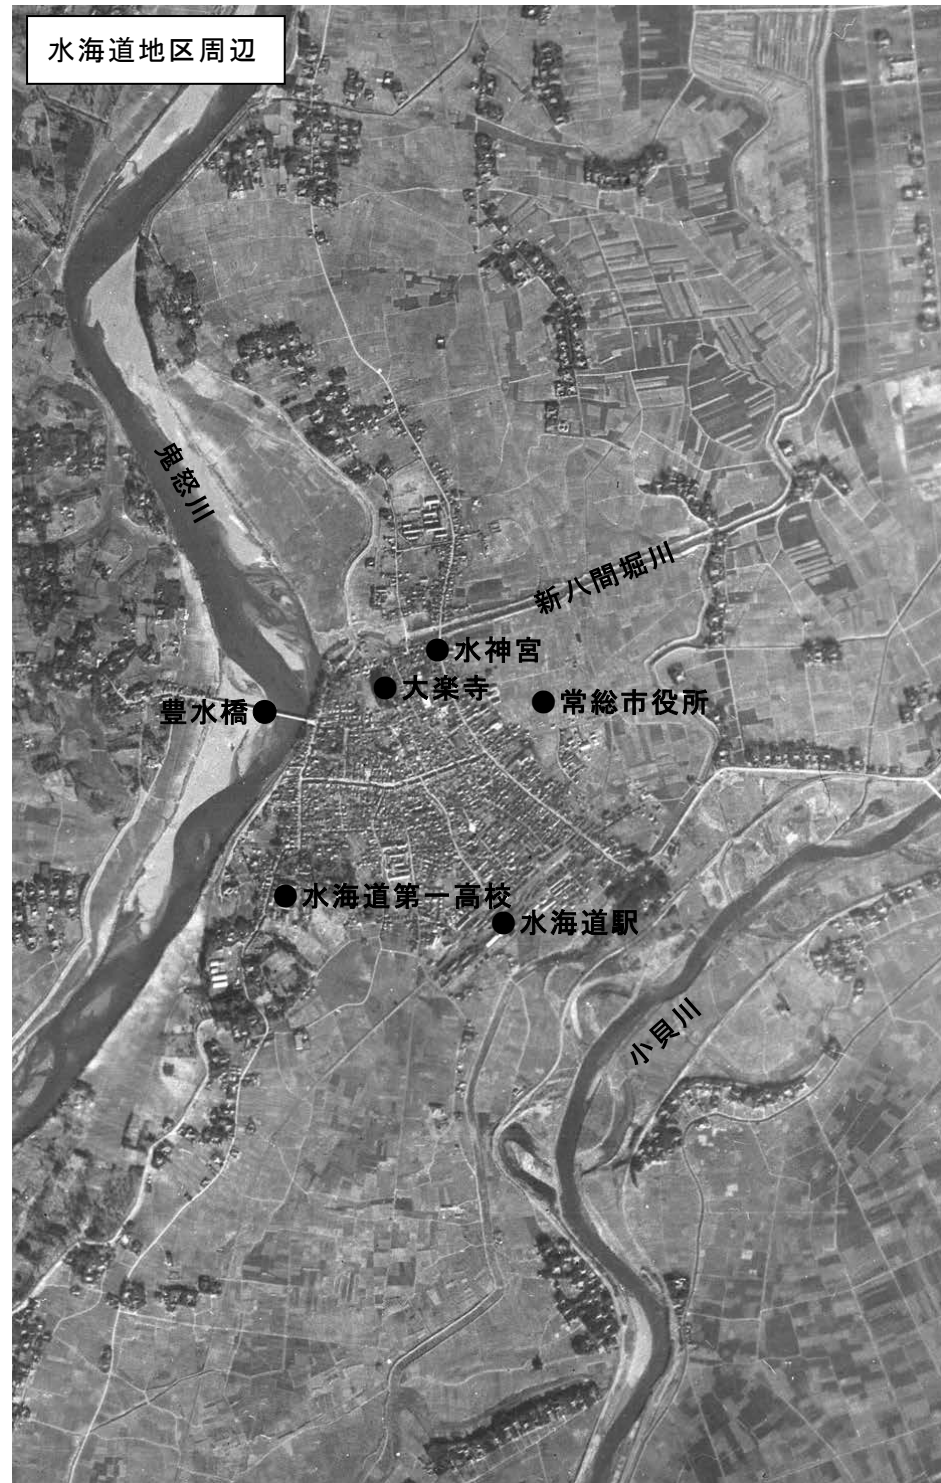 水海道地区周辺
鬼怒川
新八間堀川
水神宮
大楽寺
常総市役所
豊水橋
水海道第一高校
水海道駅
小貝川